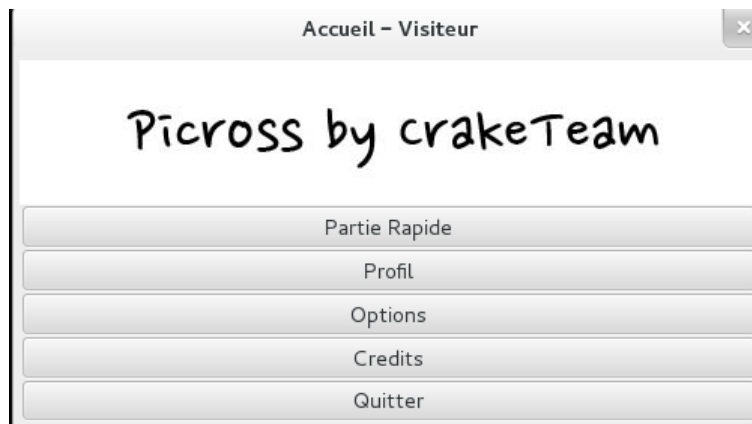 Accueil – Visiteur
Picross by CrakeTeam
Partie Rapide
Profil
Options
Credits
Quitter